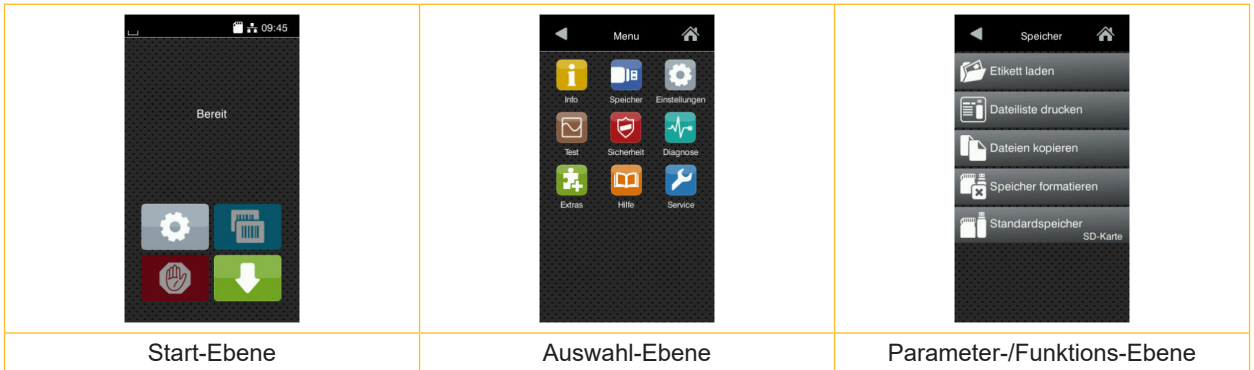 09:45
Bereit
Start-Ebene
Menu
Info Speicher Einstellungen
Test Sicherheit Diagnose
Extras Hilfe Service
Auswahl-Ebene
Speicher
Etikett laden
Dateiliste drucken
Dateien kopieren
Speicher formatieren
Standardspeicher
SD-Karte
Parameter-/Funktions-Ebene